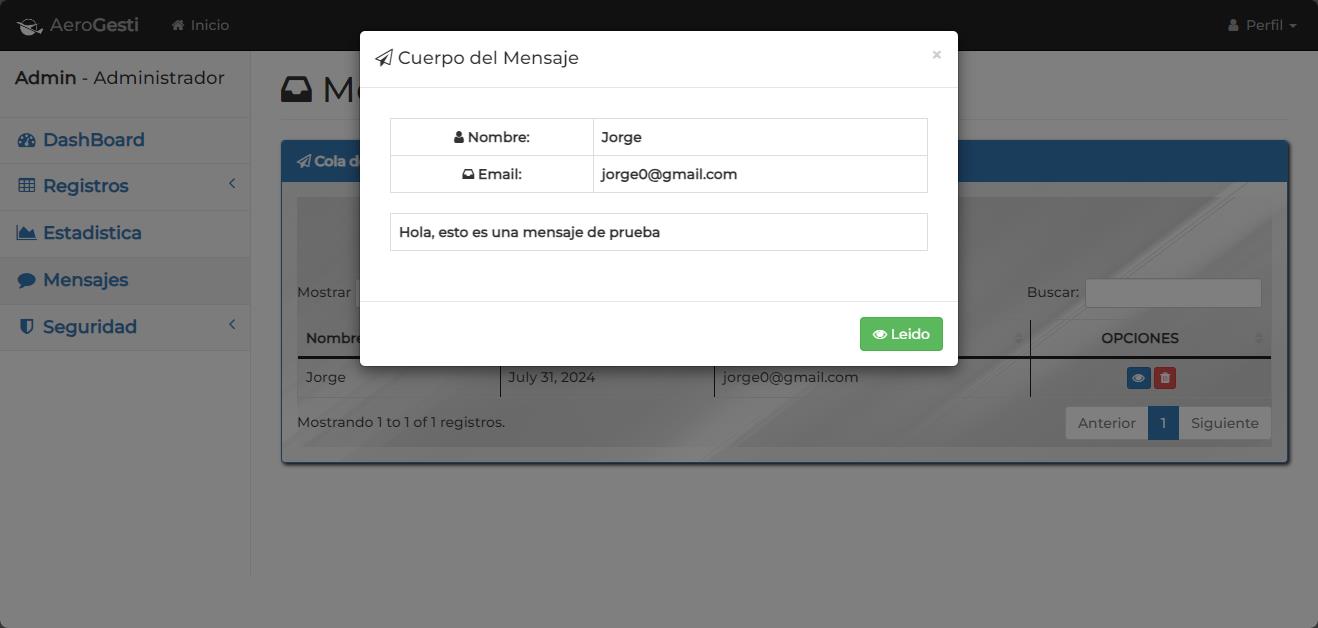 AeroGesti Inicio Perfil
Admin - Administrador
DashBoard
Registros
Estadistica
Mensajes
Seguridad
Cuerpo del Mensaje ×
Nombre: Jorge
Email: jorge0@gmail.com
Hola, esto es una mensaje de prueba
Leido
Cola
Mostrar Buscar:
Nombre OPCIONES
Jorge July 31, 2024 jorge0@gmail.com
Mostrando 1 to 1 of 1 registros.
Anterior 1 Siguiente